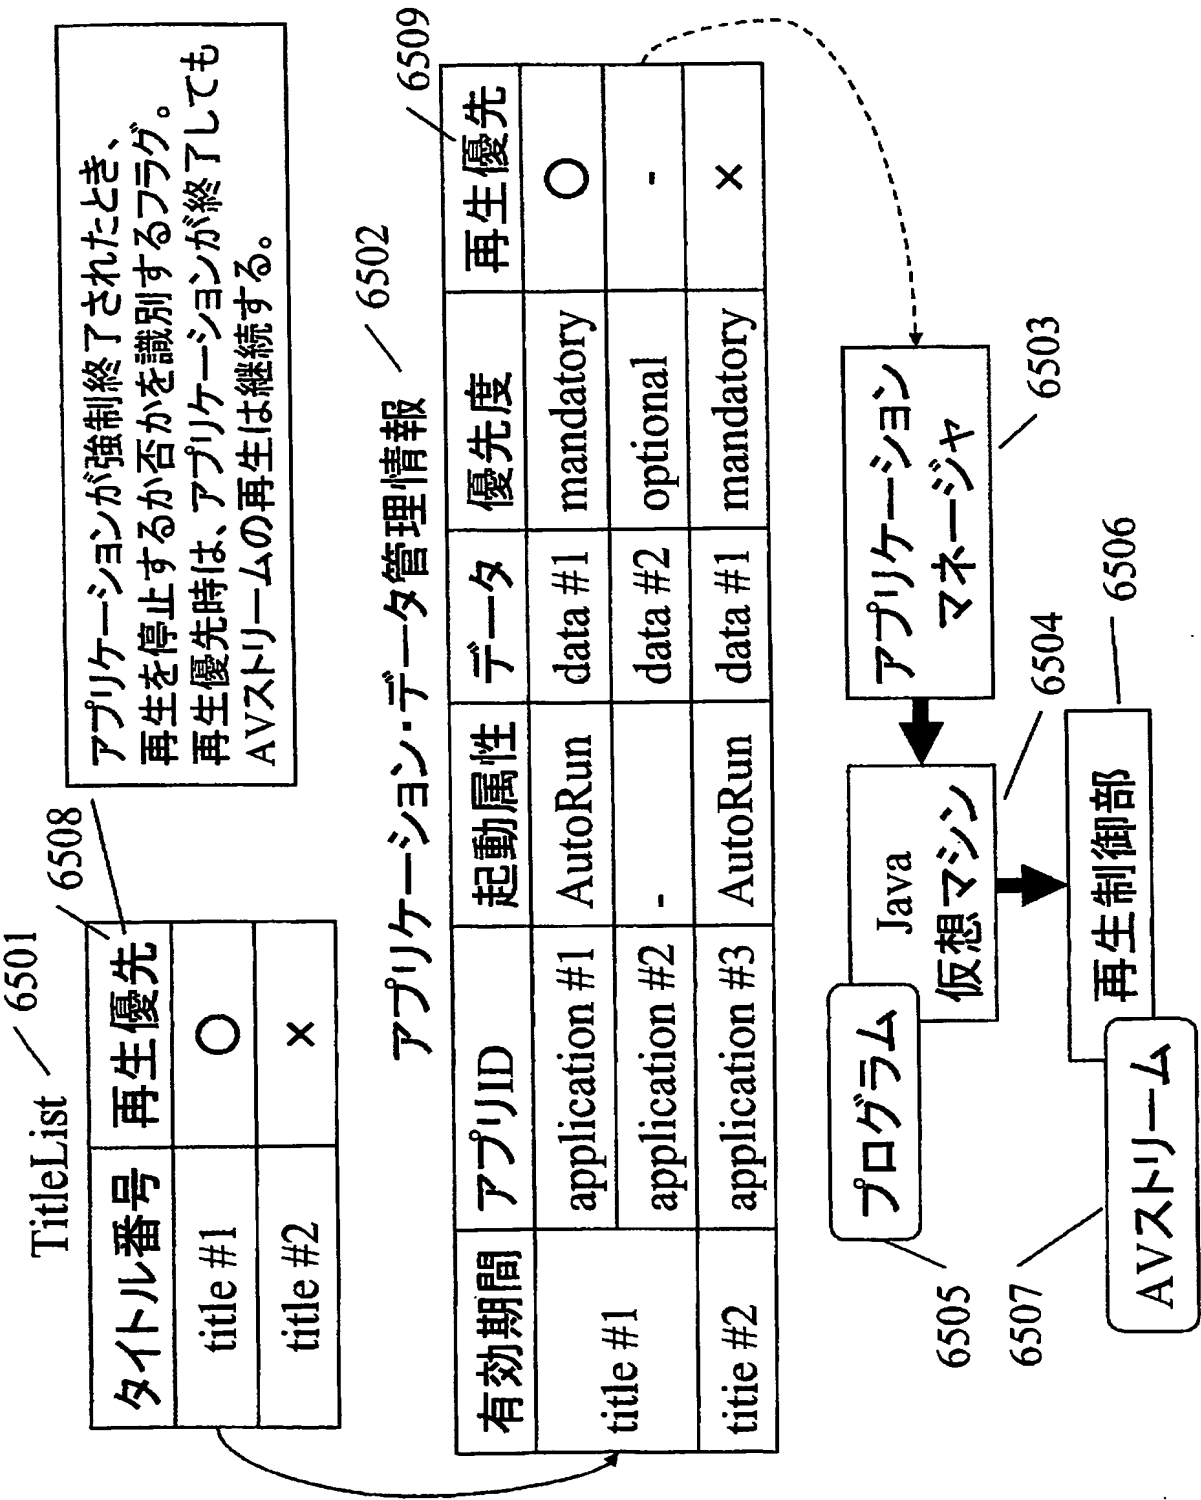 TitleList 6501
タイトル番号 再生優先
title #1 ○
title #2 ×
6508
アプリケーションが強制終了されたとき、
再生を停止するか否かを識別するフラグ。
再生優先時は、アプリケーションが終了しても
AVストリームの再生は継続する。
アプリケーション・データ管理情報 6502
6509
有効期間 アプリID 起動属性 データ 優先度 再生優先
title #1 application #1 AutoRun data #1 mandatory ○
application #2 - data #2 optional -
titie #2 application #3 AutoRun data #1 mandatory ×
プログラム
6505
Java
仮想マシン
6504
アプリケーション
マネージャ
6503
AVストリーム
6507
再生制御部
6506